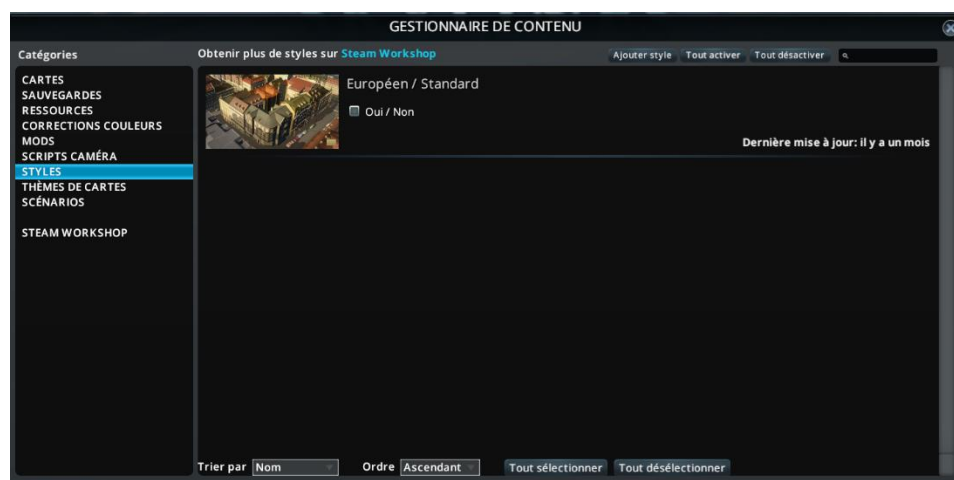 GESTIONNAIRE DE CONTENU
Catégories
Obtenir plus de styles sur Steam Workshop
Ajouter style
Tout activer
Tout désactiver
CARTES
SAUVEGARDES
RESSOURCES
CORRECTIONS COULEURS
MODS
SCRIPTS CAMÉRA
STYLES
THÈMES DE CARTES
SCÉNARIOS
STEAM WORKSHOP
Européen / Standard
Oui / Non
Dernière mise à jour: il y a un mois
Trier par Nom
Ordre Ascendant
Tout sélectionner
Tout désélectionner